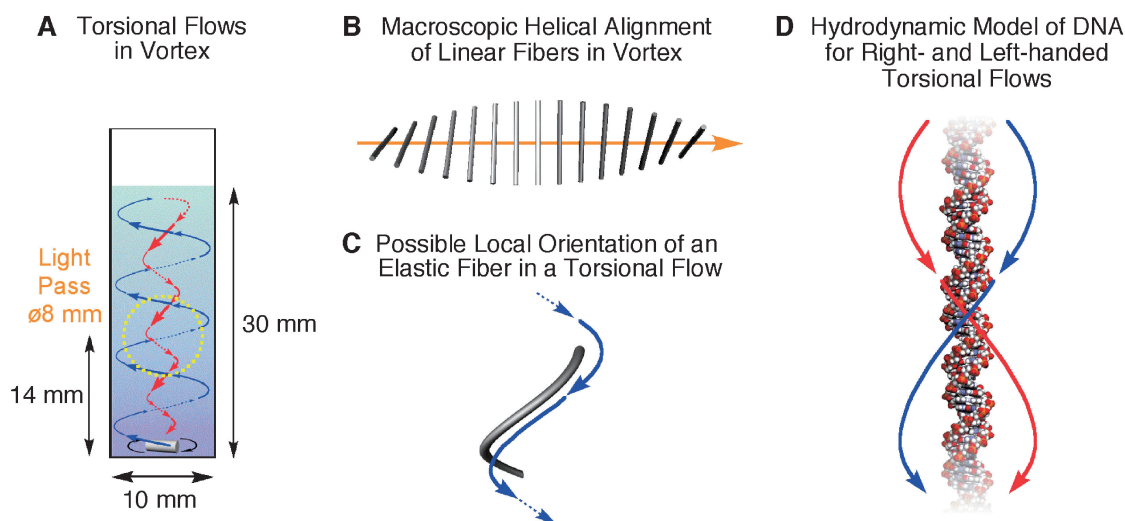 A Torsional Flows
in Vortex
Light
Pass
ø8 mm
14 mm
30 mm
10 mm
B Macroscopic Helical Alignment
of Linear Fibers in Vortex
C Possible Local Orientation of an
Elastic Fiber in a Torsional Flow
D Hydrodynamic Model of DNA
for Right- and Left-handed
Torsional Flows